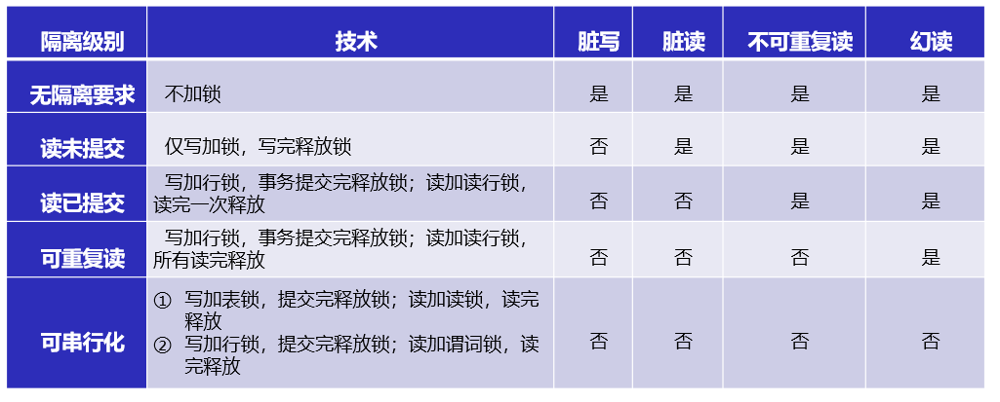 隔离级别 技术 脏写 脏读 不可重复读 幻读
无隔离要求 不加锁 是 是 是 是
读未提交 仅写加锁，写完释放锁 否 是 是 是
读已提交 写加行锁，事务提交完释放锁；读加读行锁，
读完一次释放 否 否 是 是
可重复读 写加行锁，事务提交完释放锁；读加读行锁，
所有读完释放 否 否 否 是
可串行化 ① 写加表锁，提交完释放锁；读加读锁，读完
释放
② 写加行锁，提交完释放锁；读加谓词锁，读
完释放 否 否 否 否